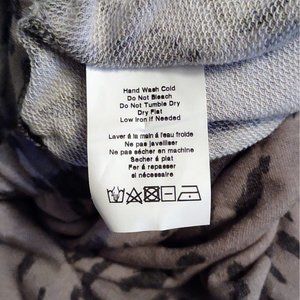 Hand Wash Cold
Do Not Bleach
Do Not Tumble Dry
Dry Flat
Low Iron If Needed
Laver á la main á l'eau froide
Ne pas javelliser
Ne pas sécher en machine
Secher á plat
Fer á repasser
si nécessaire